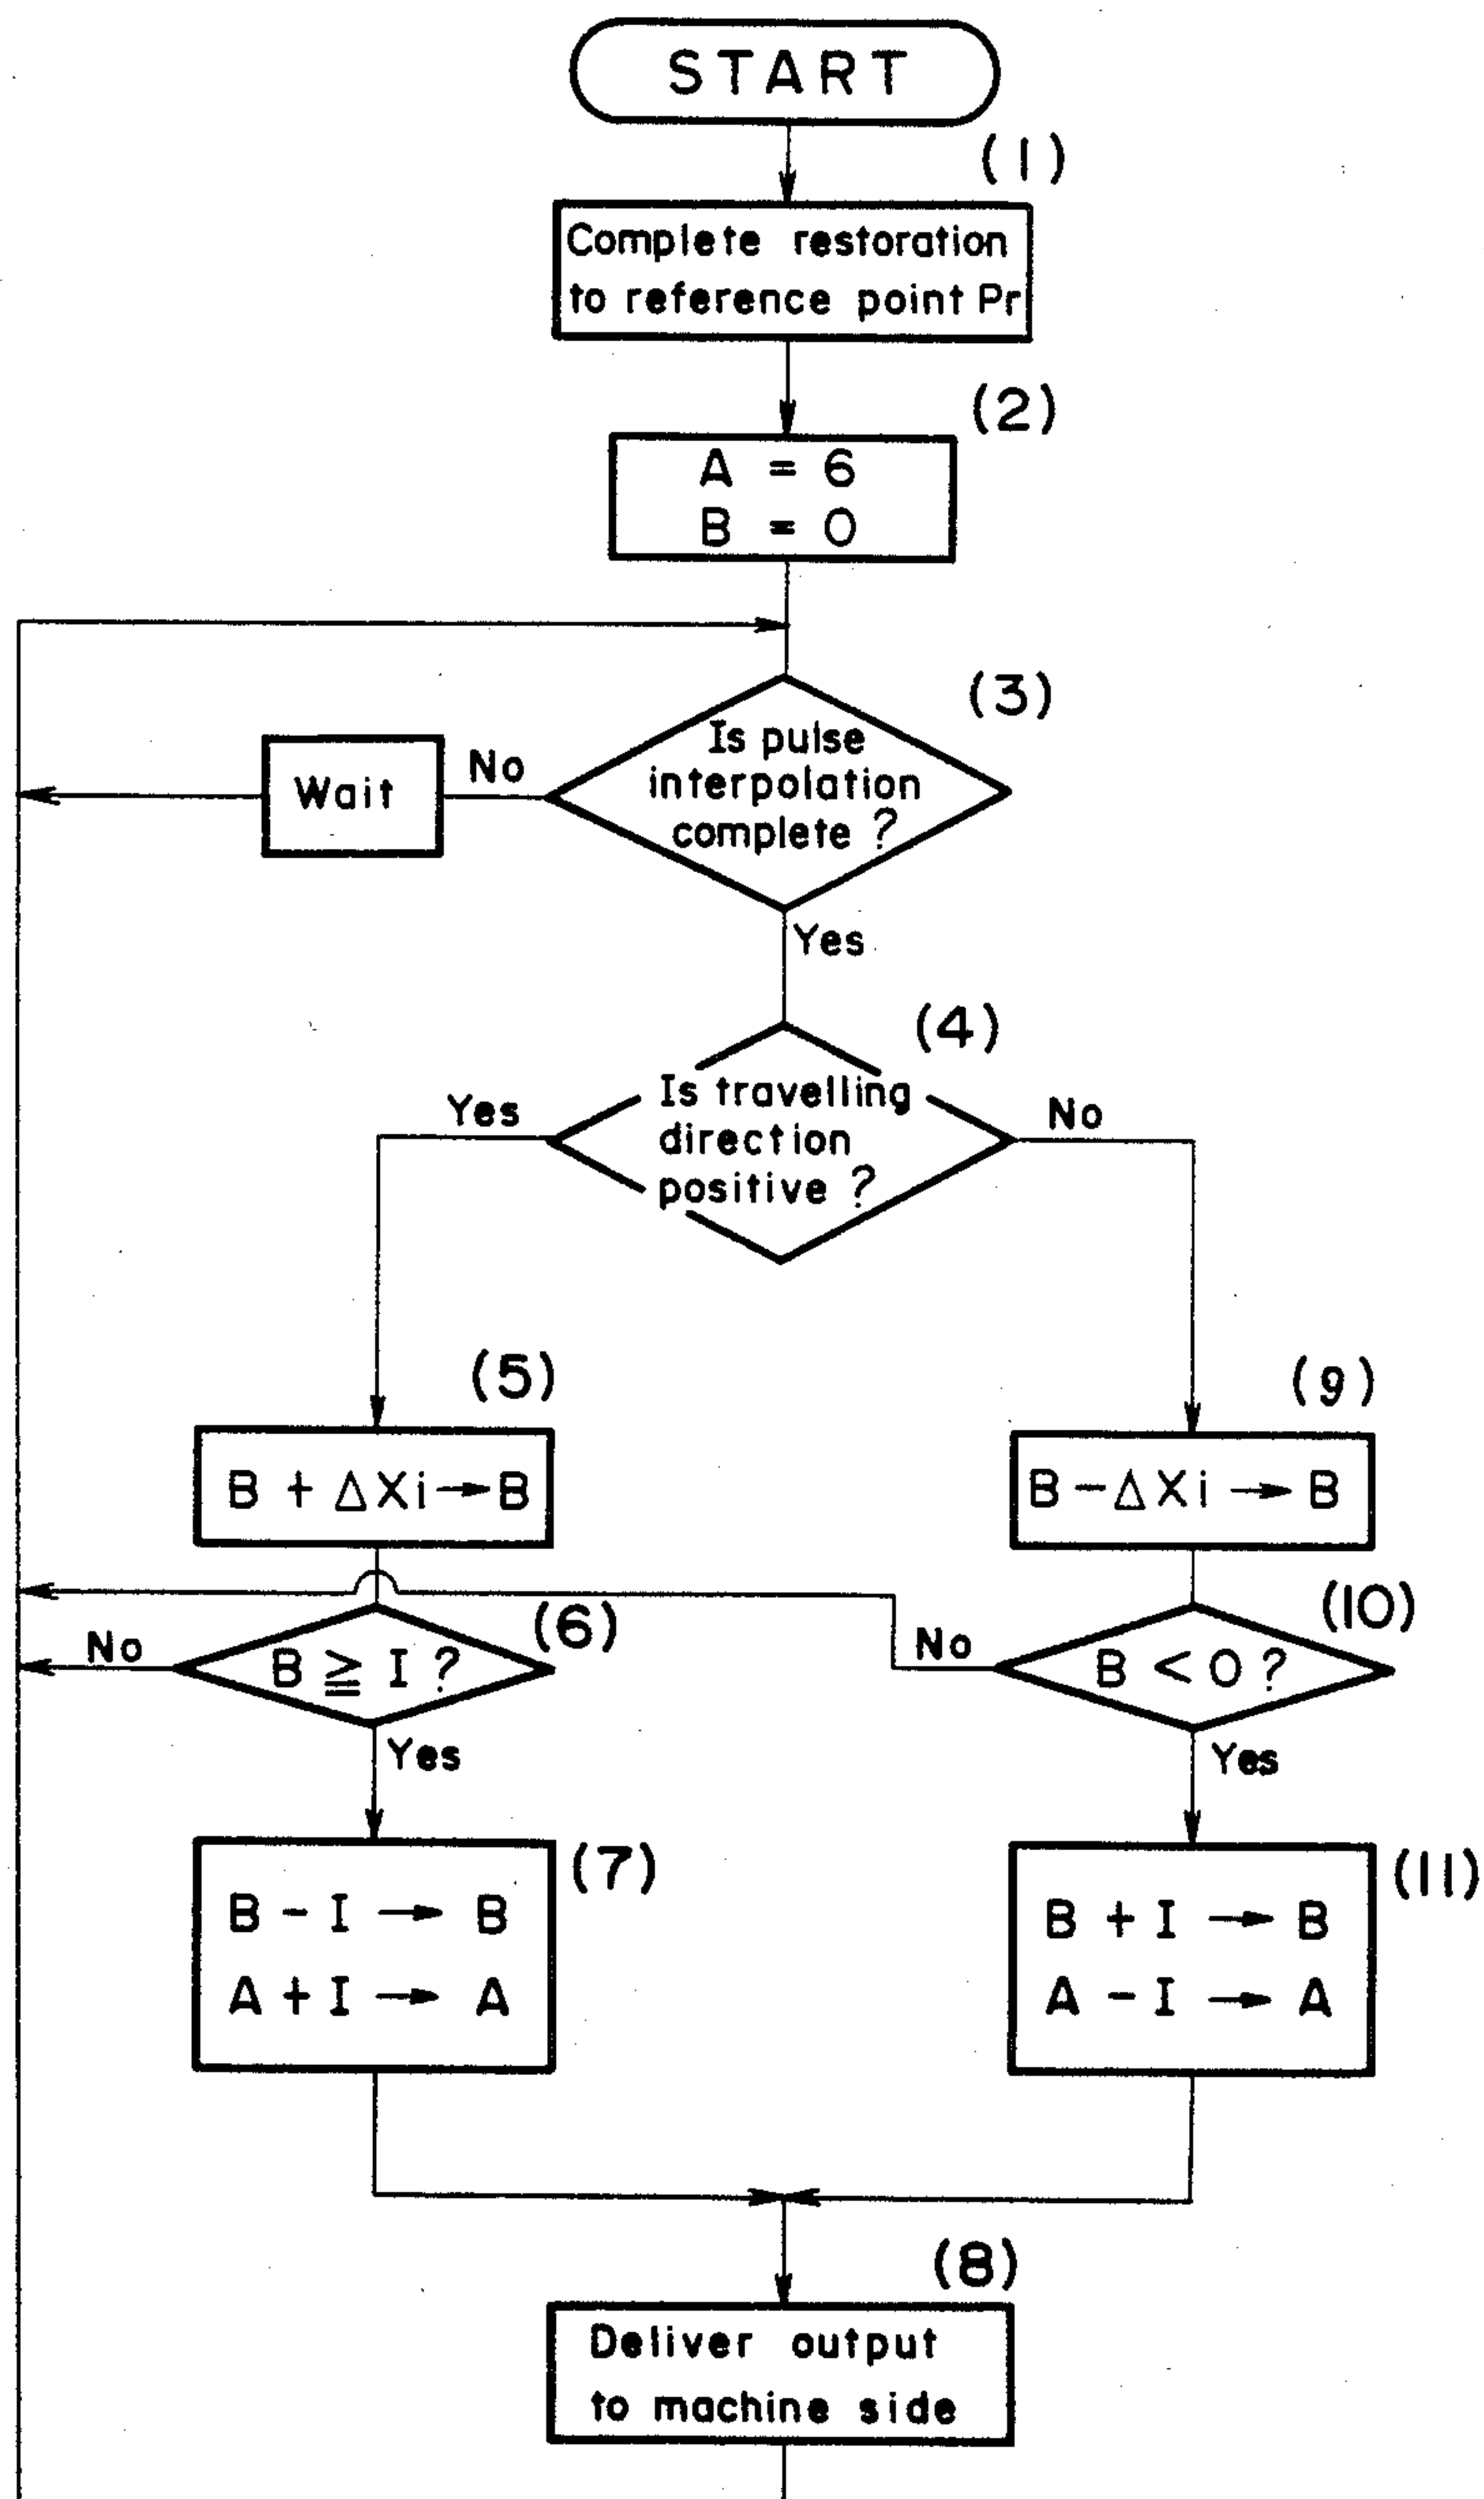 START
(1)
Complete restoration
to reference point Pr
(2)
A = 6
B = 0
(3)
Is pulse
interpolation
complete ?
No
Wait
Yes
(4)
Is travelling
direction
positive ?
Yes
No
(5)
B + ΔXi → B
(9)
B - ΔXi → B
(6)
B ≧ I ?
No
Yes
(10)
B < 0 ?
No
Yes
(7)
B - I → B
A + I → A
(11)
B + I → B
A - I → A
(8)
Deliver output
to machine side